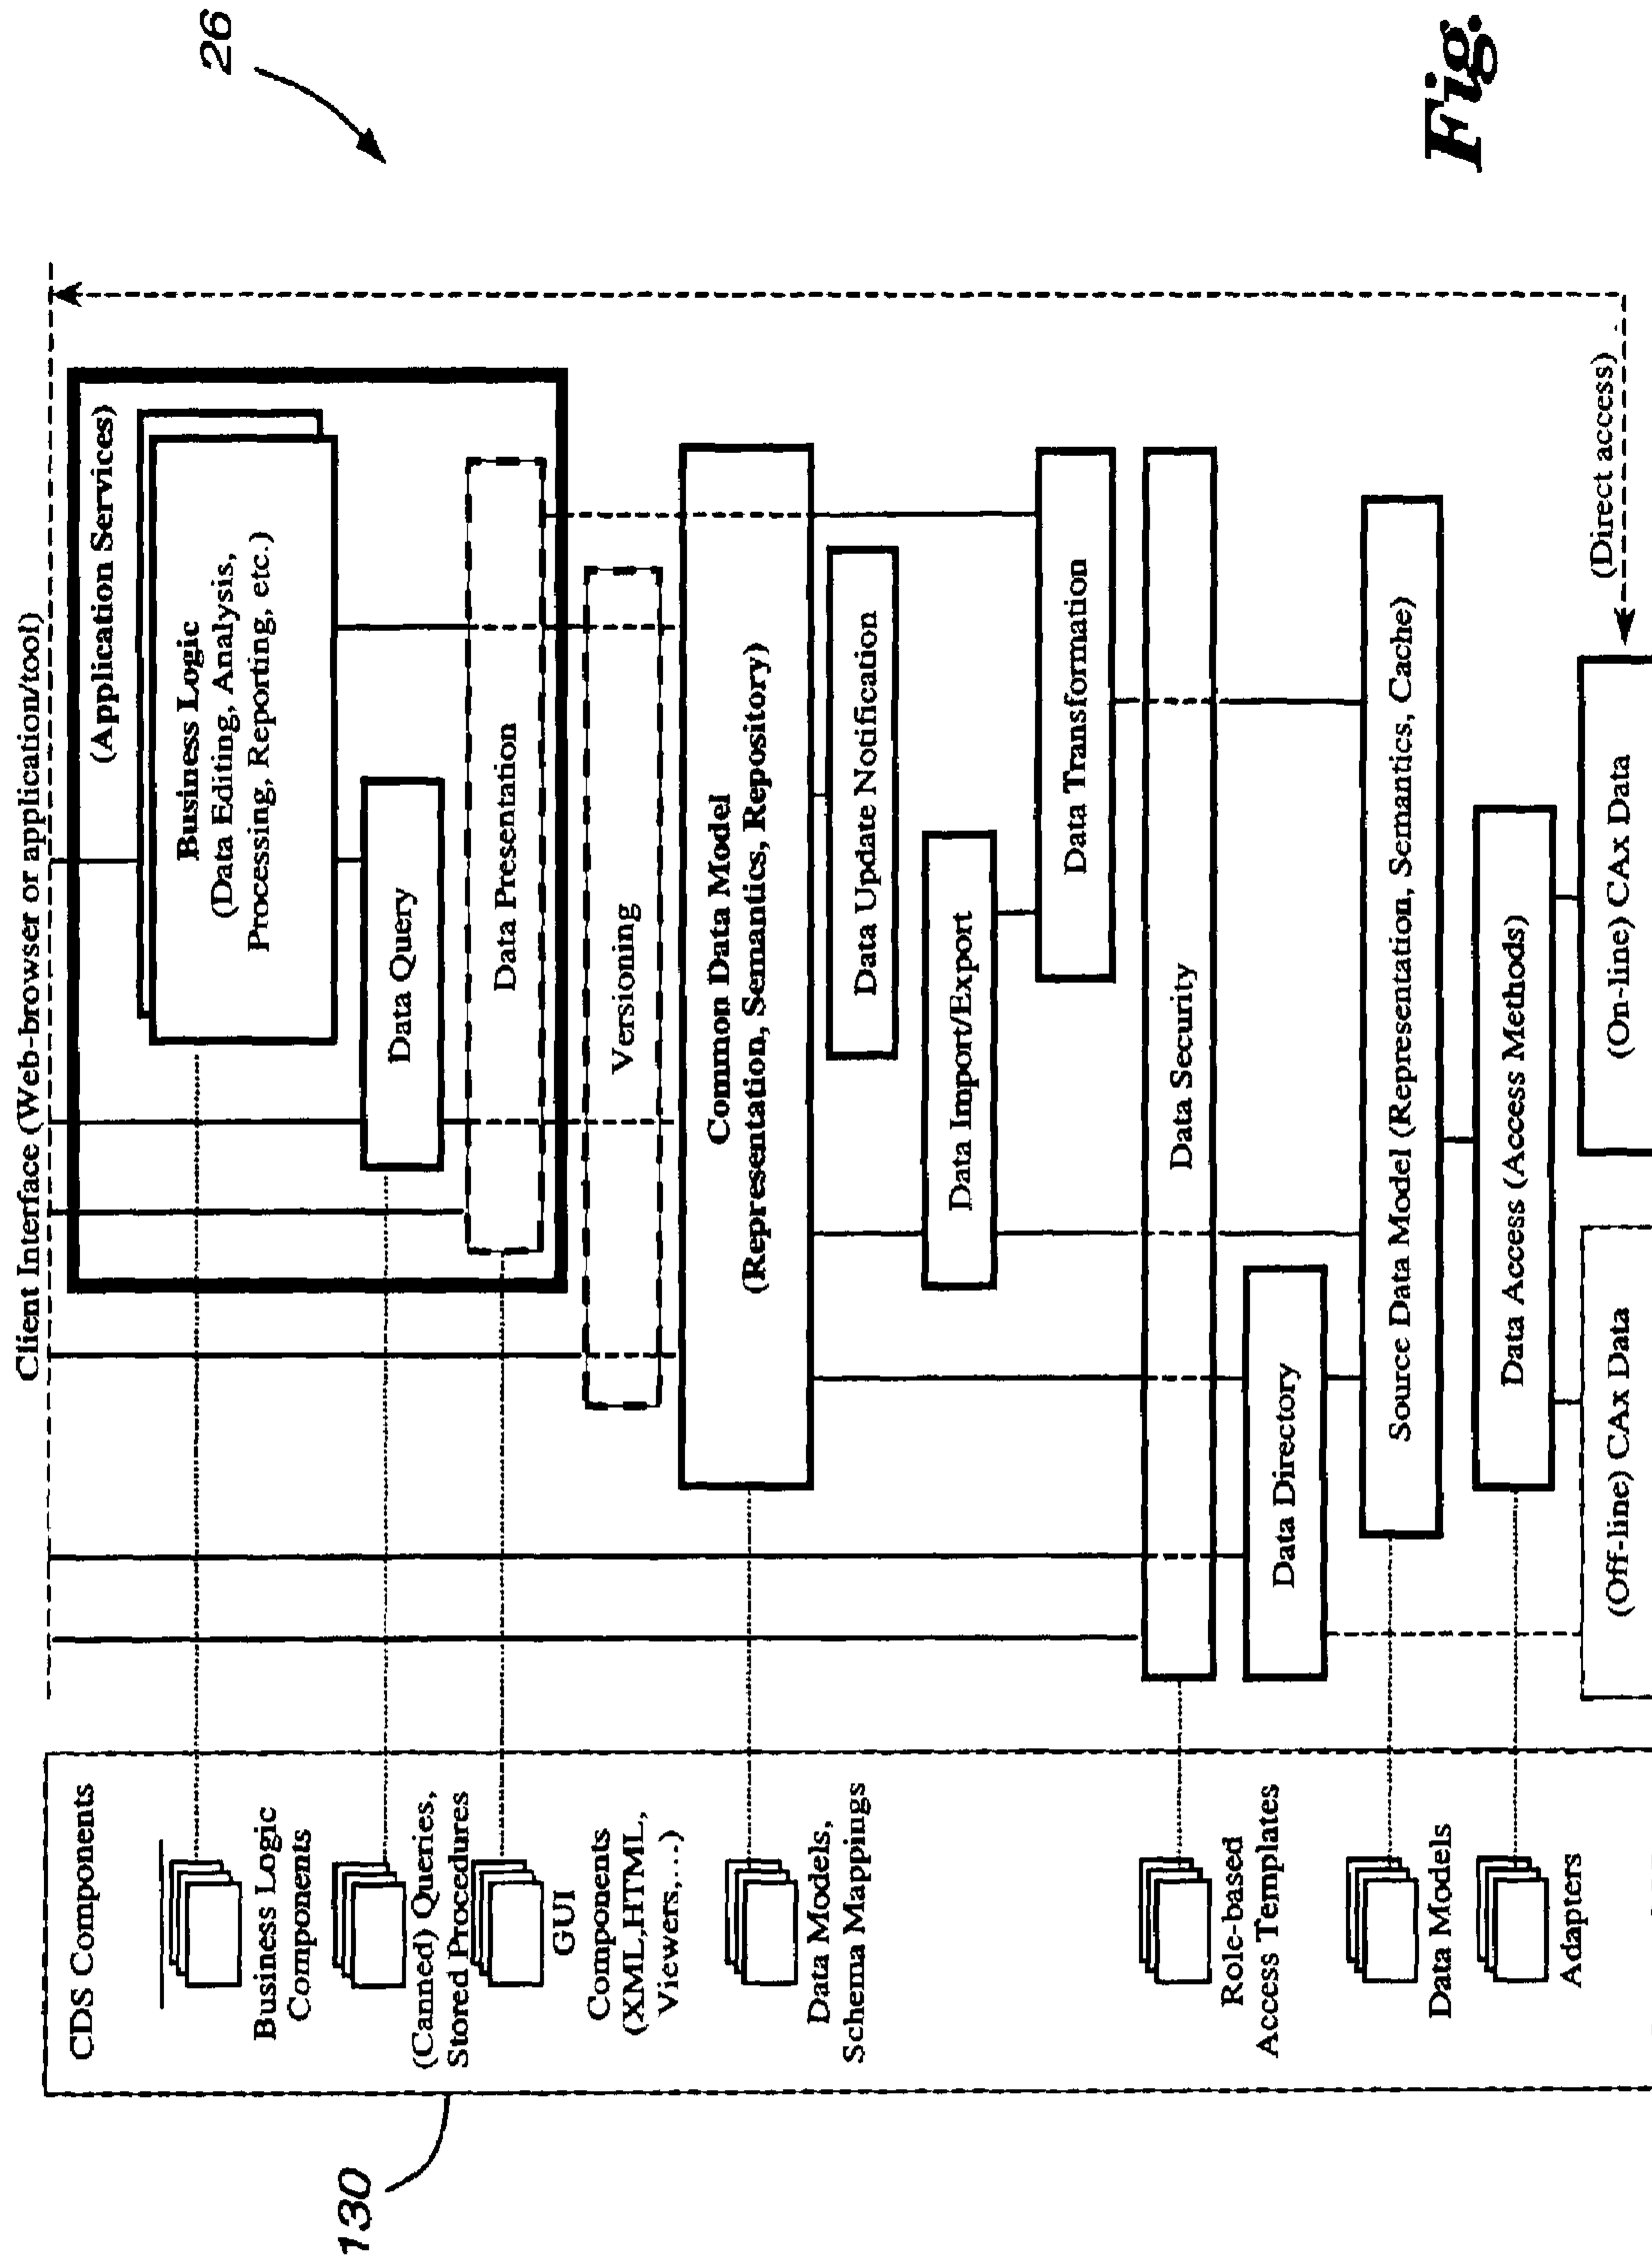 26
Client Interface (Web-browser or application/tool)
(Application Services)
Business Logic
(Data Editing, Analysis,
Processing, Reporting, etc.)
Data Query
Data Presentation
Versioning
Common Data Model
(Representation, Semantics, Repository)
Data Update Notification
Data Import/Export
Data Transformation
Data Security
Data Directory
Source Data Model (Representation, Semantics, Cache)
Data Access (Access Methods)
(Off-line) CAx Data
(On-line) CAx Data
(Direct access)
130
CDS Components
Business Logic
Components
(Canned) Queries,
Stored Procedures
GUI
Components
(XML,HTML,
Viewers,...)
Data Models,
Schema Mappings
Role-based
Access Templates
Data Models
Adapters
Fig.